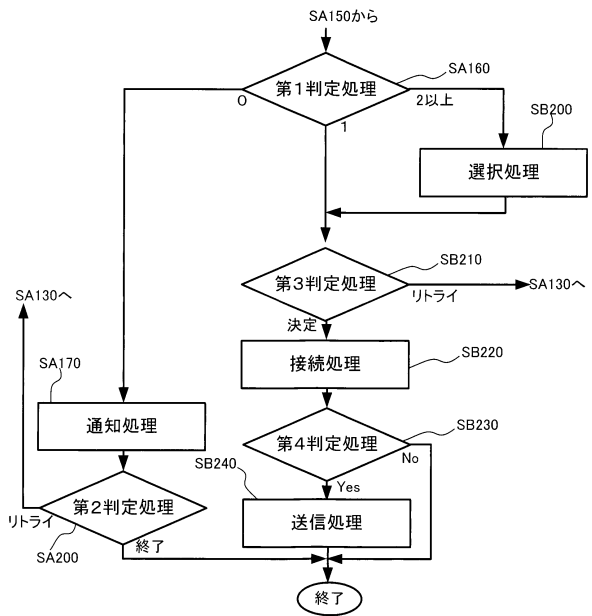 SA150から
SA160
第１判定処理
0
2以上
1
SB200
選択処理
SB210
第３判定処理
リトライ
SA130へ
SA130へ
決定
SB220
接続処理
SA170
通知処理
SB230
第４判定処理
No
SB240
Yes
第２判定処理
送信処理
リトライ
SA200
終了
終了